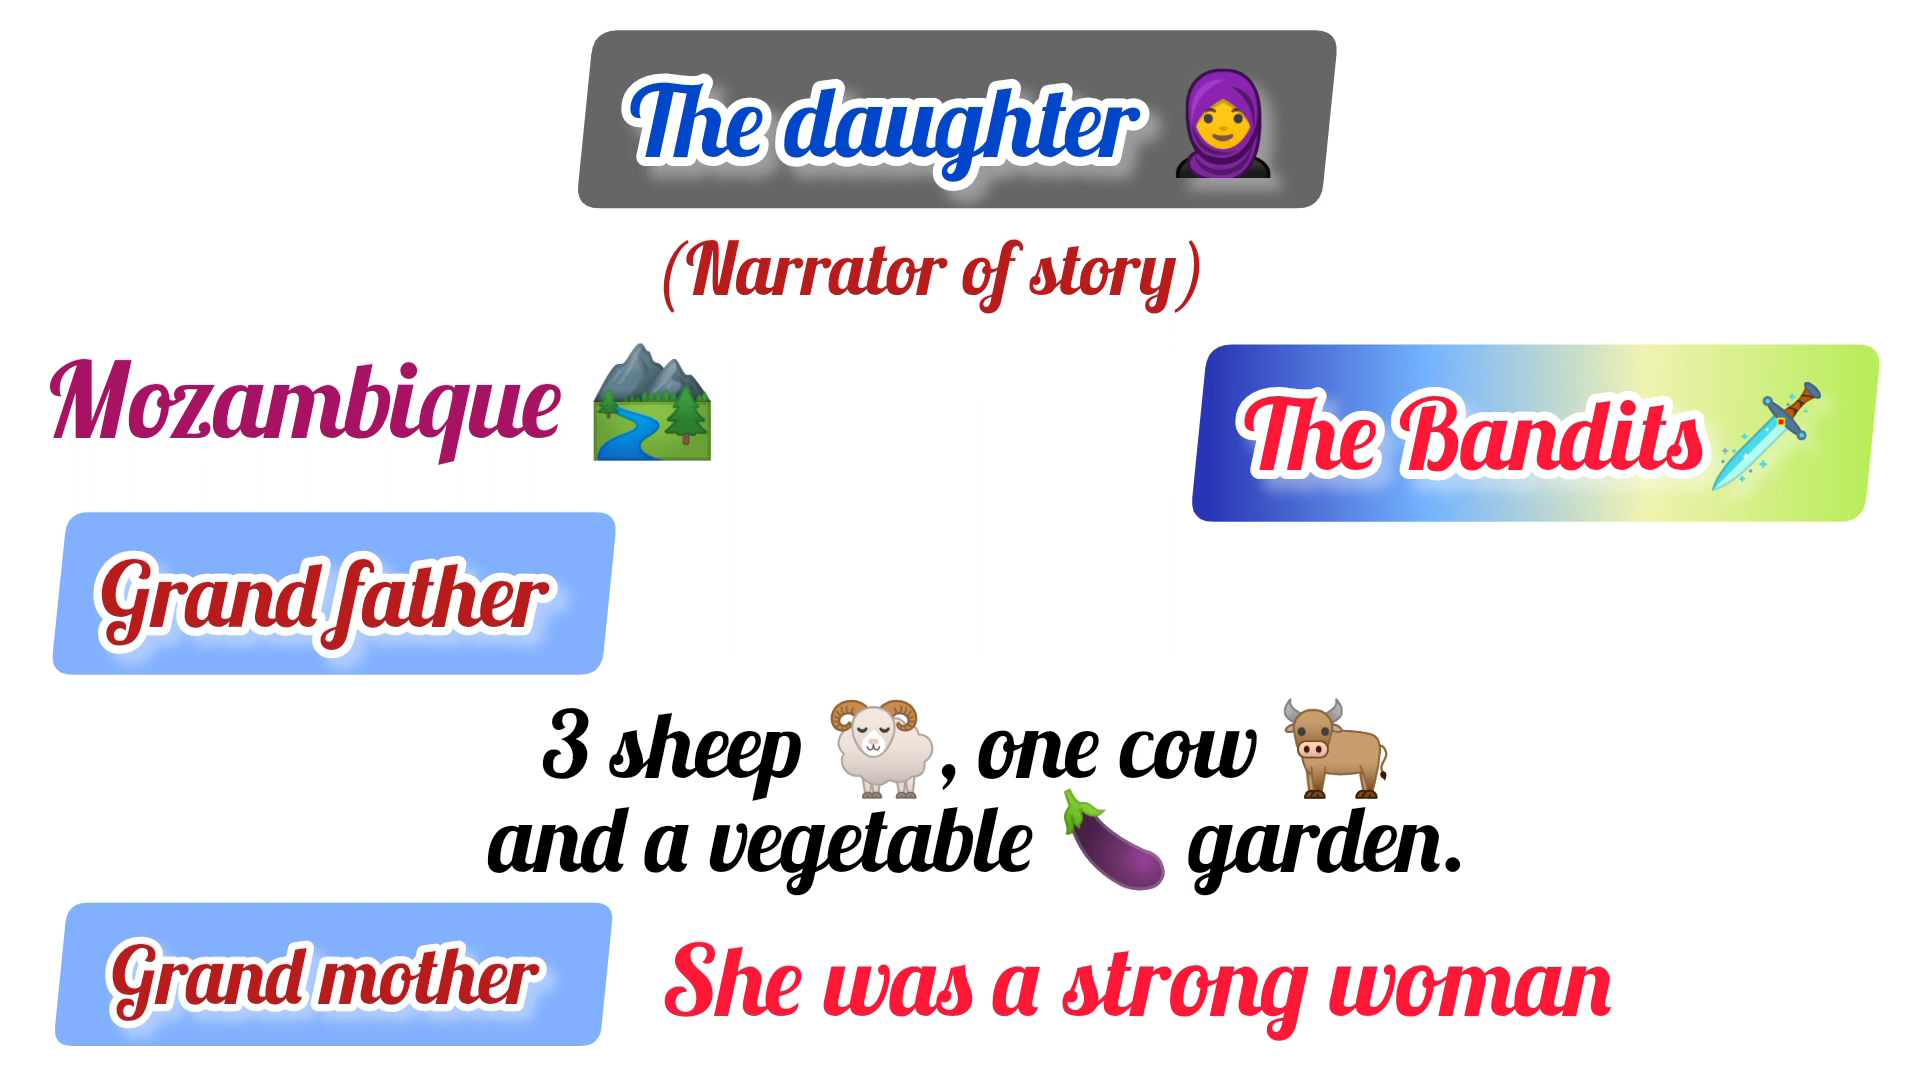 The daughter 🧕
(Narrator of story)
Mozambique 🏞️
The Bandits🗡️
Grand father
3 sheep 🐏, one cow 🐂
and a vegetable 🍆 garden.
Grand mother
She was a strong woman